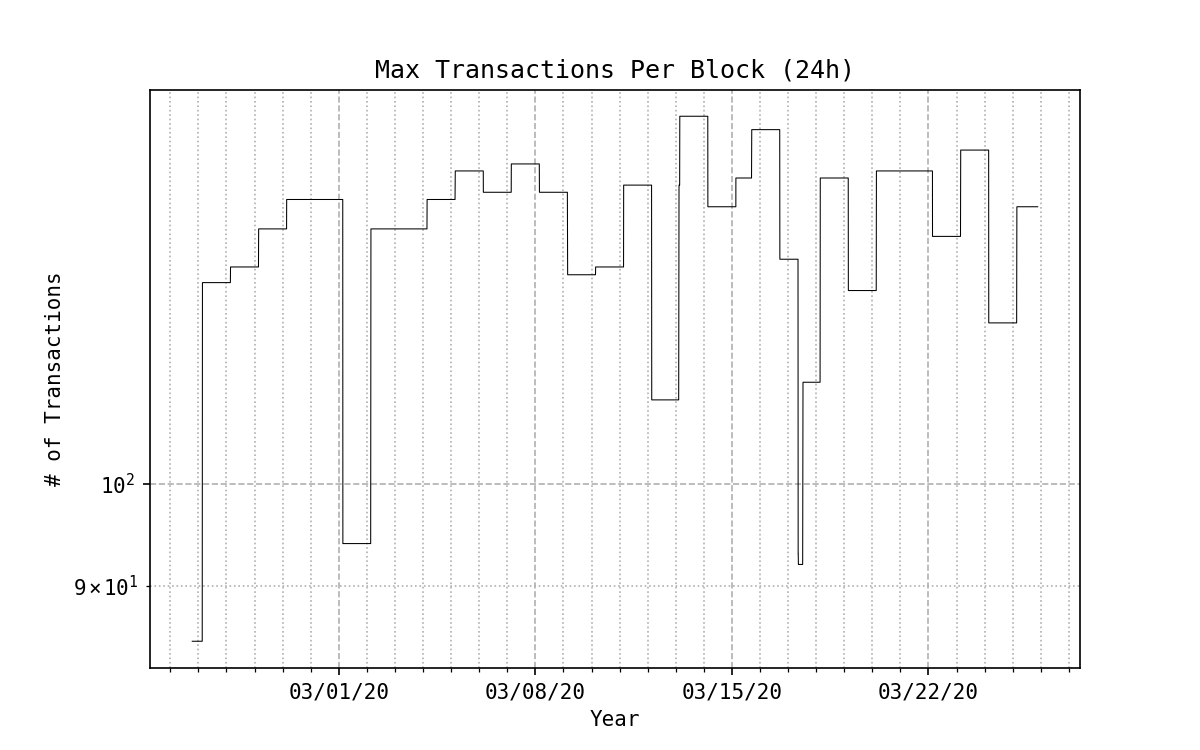 Max Transactions Per Block (24h)
# of Transactions
10²
9×10¹
03/01/20 03/08/20 03/15/20 03/22/20
Year